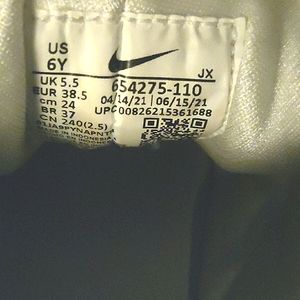 US
6Y
JX
UK 5.5
EUR 38.5
cm 24
BR 37
CN 240(2.5)
654275-110
04/14/21 06/15/21
UPC00826215361688